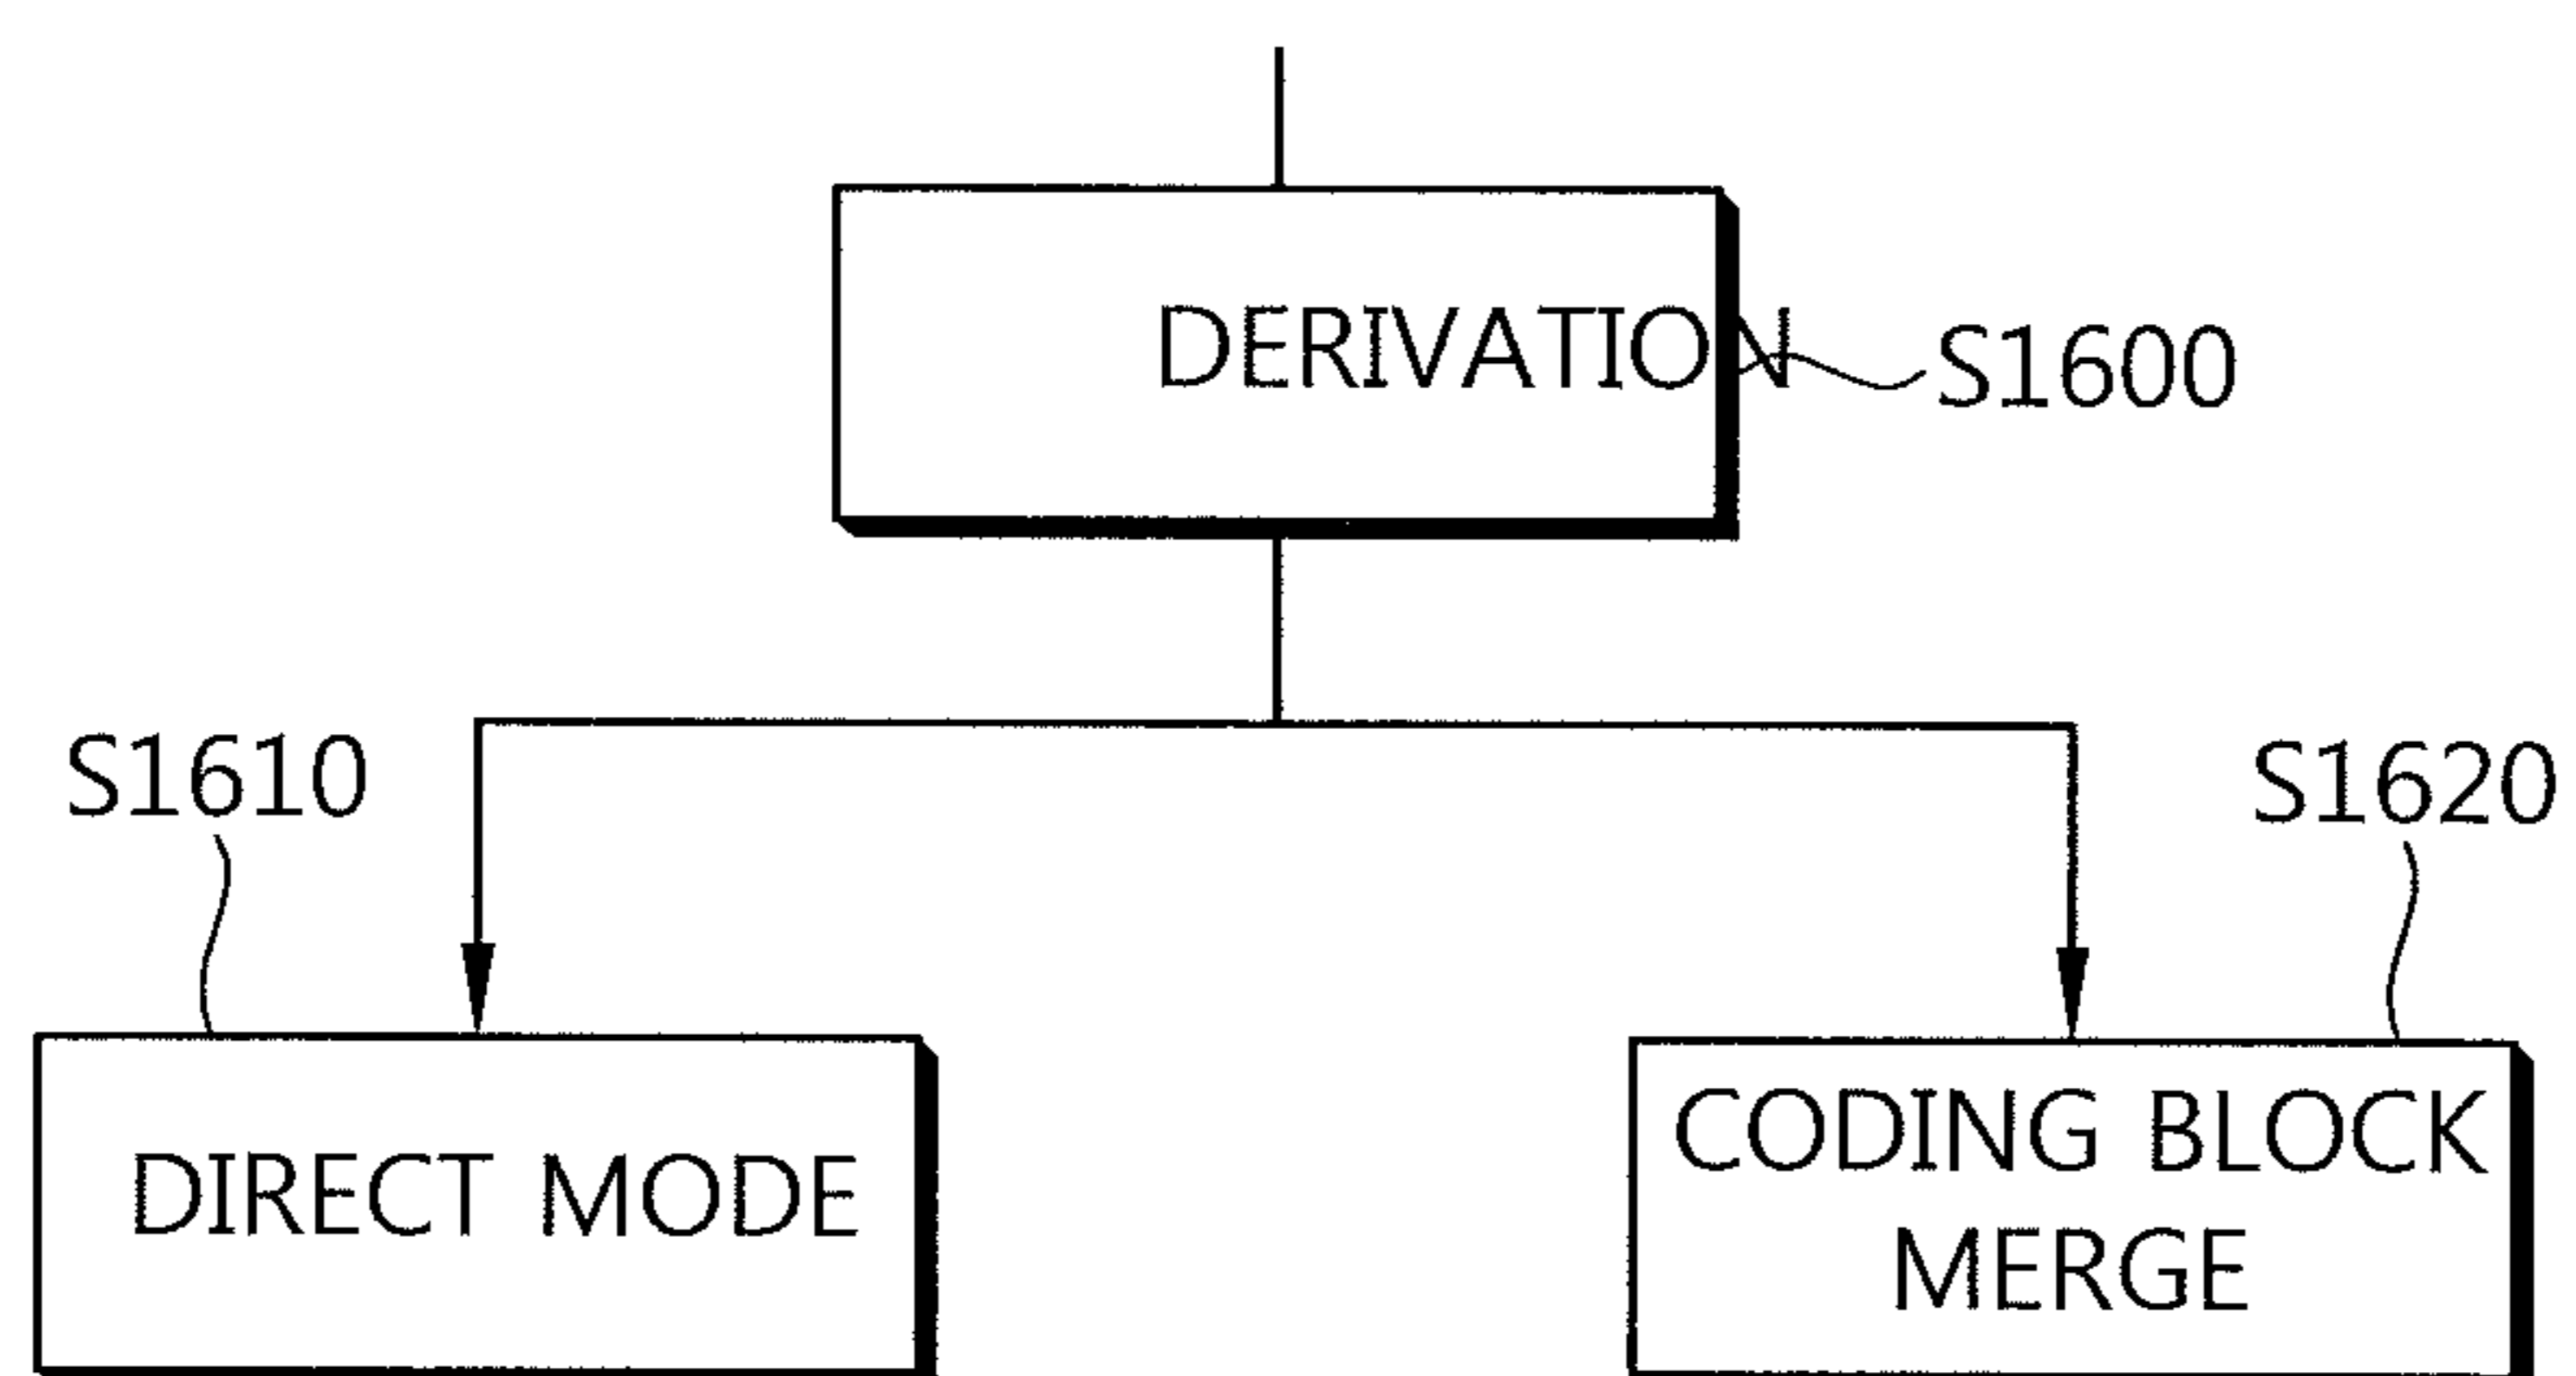 DERIVATION
S1600
S1610
S1620
DIRECT MODE
CODING BLOCK
MERGE